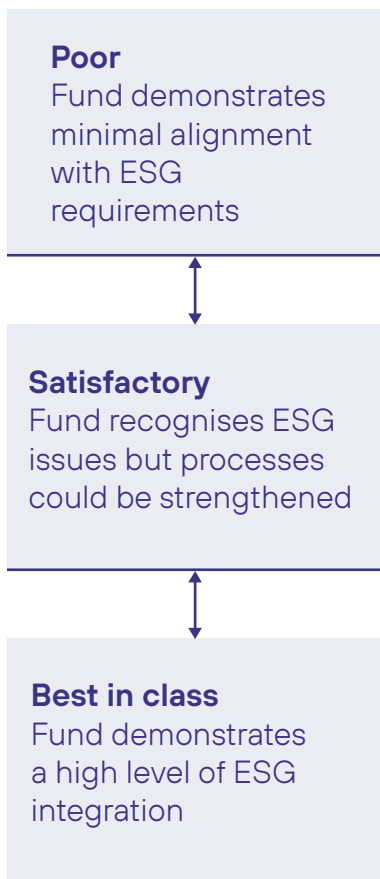 Poor
Fund demonstrates
minimal alignment
with ESG
requirements
Satisfactory
Fund recognises ESG
issues but processes
could be strengthened
Best in class
Fund demonstrates
a high level of ESG
integration